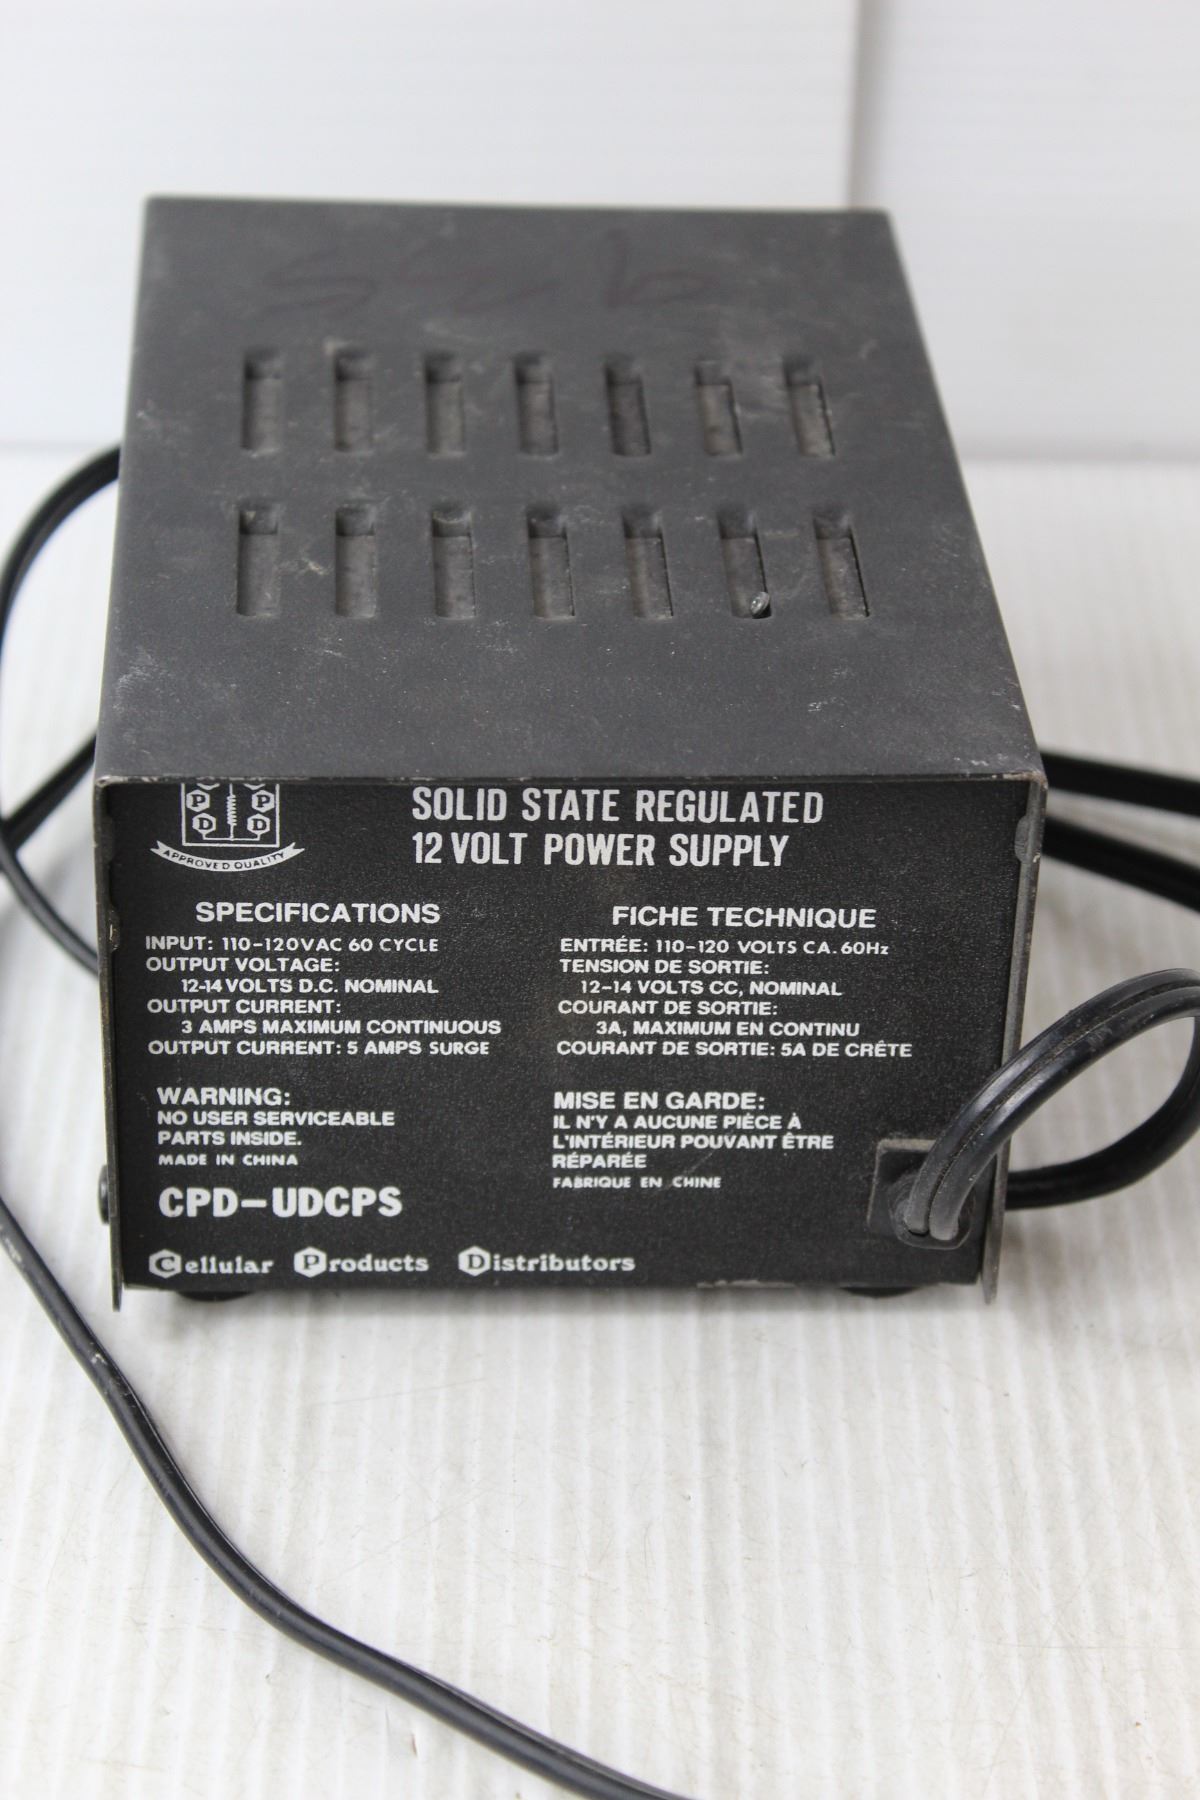 P P
D D
APPROVED QUALITY
SOLID STATE REGULATED
12 VOLT POWER SUPPLY
SPECIFICATIONS
INPUT: 110-120VAC 60 CYCLE
OUTPUT VOLTAGE:
12-14 VOLTS D.C. NOMINAL
OUTPUT CURRENT:
3 AMPS MAXIMUM CONTINUOUS
OUTPUT CURRENT: 5 AMPS SURGE
WARNING:
NO USER SERVICEABLE
PARTS INSIDE.
MADE IN CHINA
CPD-UDCPS
FICHE TECHNIQUE
ENTRÉE: 110-120 VOLTS CA. 60Hz
TENSION DE SORTIE:
12-14 VOLTS CC, NOMINAL
COURANT DE SORTIE:
3A, MAXIMUM EN CONTINU
COURANT DE SORTIE: 5A DE CRÊTE
MISE EN GARDE:
IL N'Y A AUCUNE PIÈCE À
L'INTÉRIEUR POUVANT ÊTRE
RÉPARÉE
FABRIQUE EN CHINE
Cellular Products Distributors